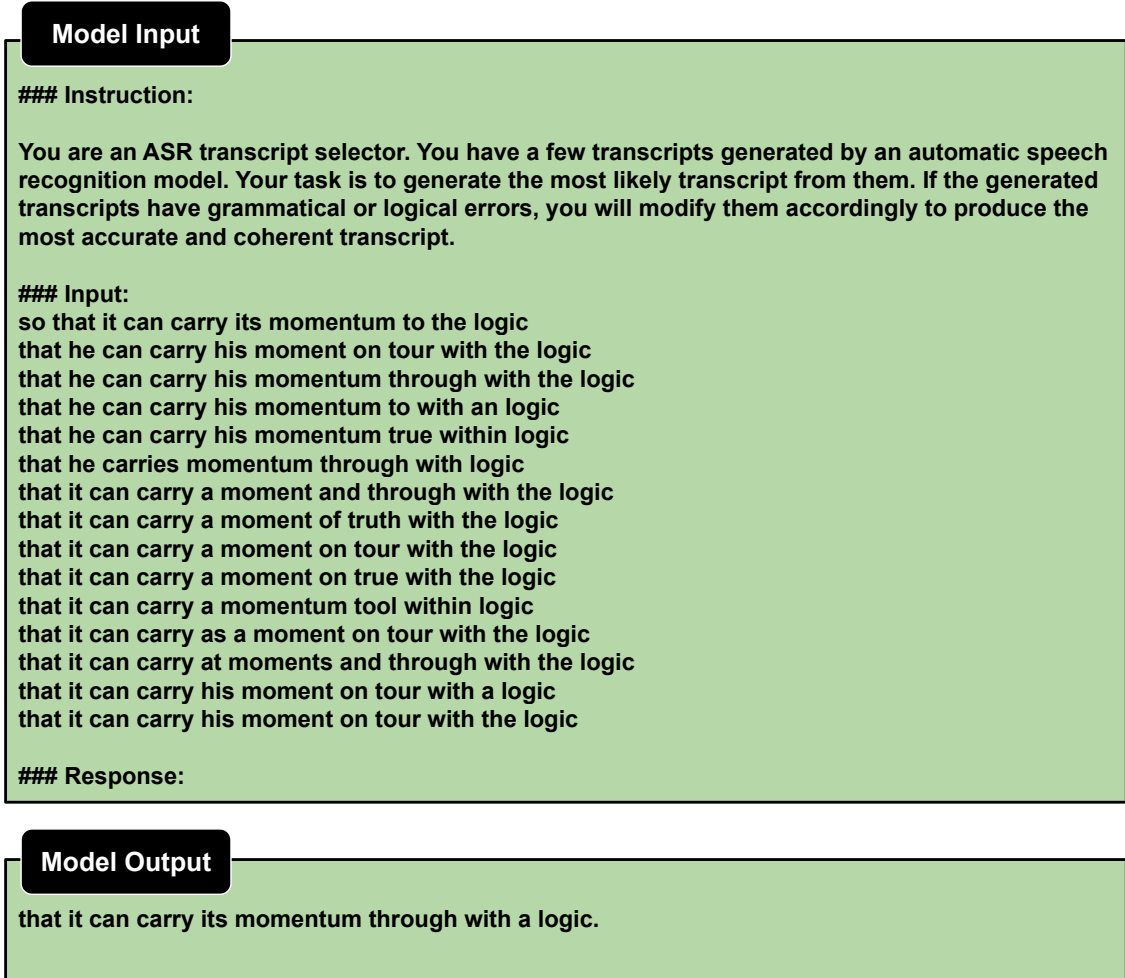 Model Input
### Instruction:
You are an ASR transcript selector. You have a few transcripts generated by an automatic speech
recognition model. Your task is to generate the most likely transcript from them. If the generated
transcripts have grammatical or logical errors, you will modify them accordingly to produce the
most accurate and coherent transcript.
### Input:
so that it can carry its momentum to the logic
that he can carry his moment on tour with the logic
that he can carry his momentum through with the logic
that he can carry his momentum to with an logic
that he can carry his momentum true within logic
that he carries momentum through with logic
that it can carry a moment and through with the logic
that it can carry a moment of truth with the logic
that it can carry a moment on tour with the logic
that it can carry a moment on true with the logic
that it can carry a momentum tool within logic
that it can carry as a moment on tour with the logic
that it can carry at moments and through with the logic
that it can carry his moment on tour with a logic
that it can carry his moment on tour with the logic
### Response:
Model Output
that it can carry its momentum through with a logic.